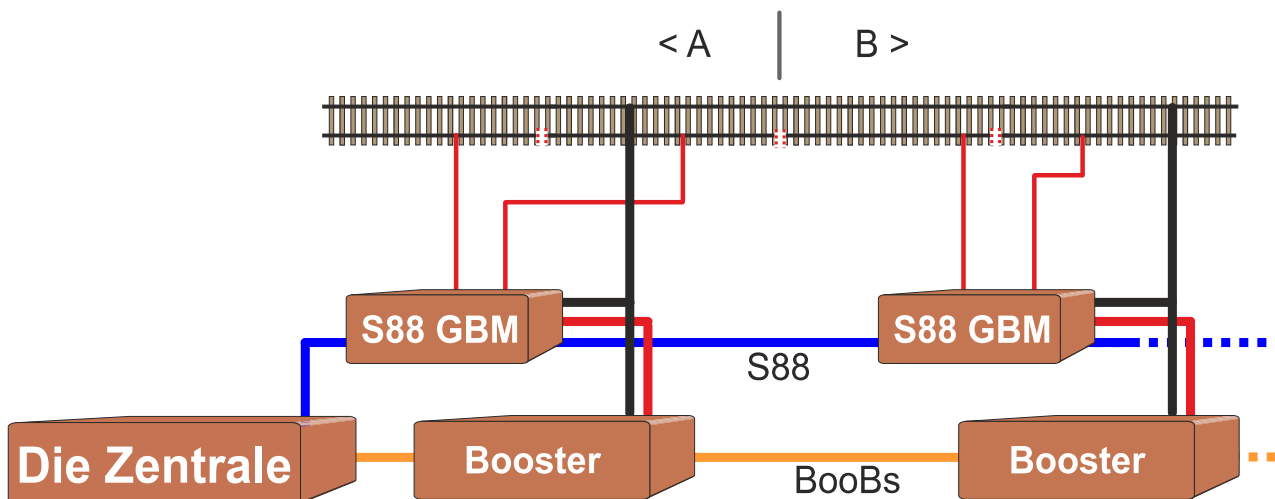 < A B >
S88 GBM
S88 GBM
S88
Die Zentrale
Booster
Booster
BooBs